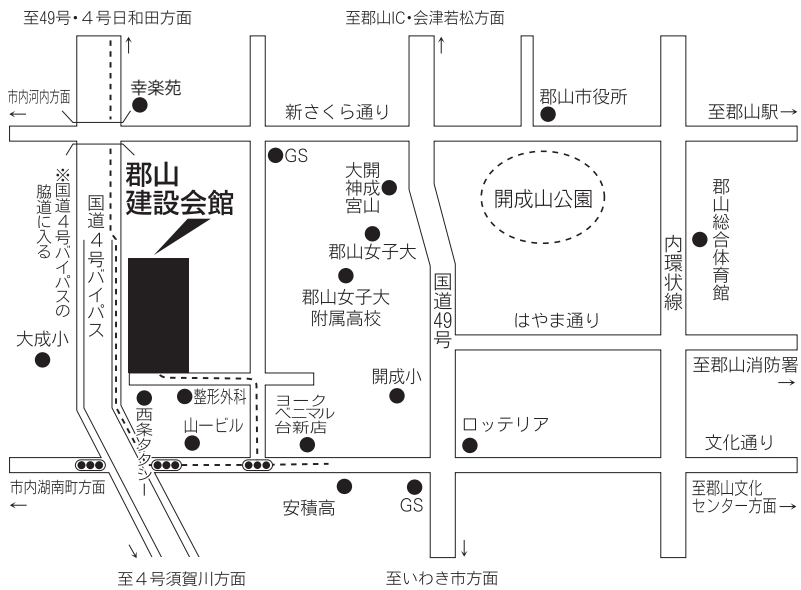 至49号・4号日和田方面
至郡山IC・会津若松方面
市内河内方面
←
幸楽苑
新さくら通り
郡山市役所
至郡山駅→
GS
郡山
建設会館
※国道4号バイパスの
脇道に入る
国道4号バイパス
大開
神成
宮山
開成山公園
郡山総合体育館
郡山女子大
内環状線
郡山女子大
附属高校
国道49号
はやま通り
大成小
至郡山消防署
→
開成小
整形外科
ヨーク
ベニマル
台新店
西条タクシー
山一ビル
ロッテリア
文化通り
市内湖南町方面
←
安積高
GS
至郡山文化
センター方面→
至4号須賀川方面
至いわき市方面